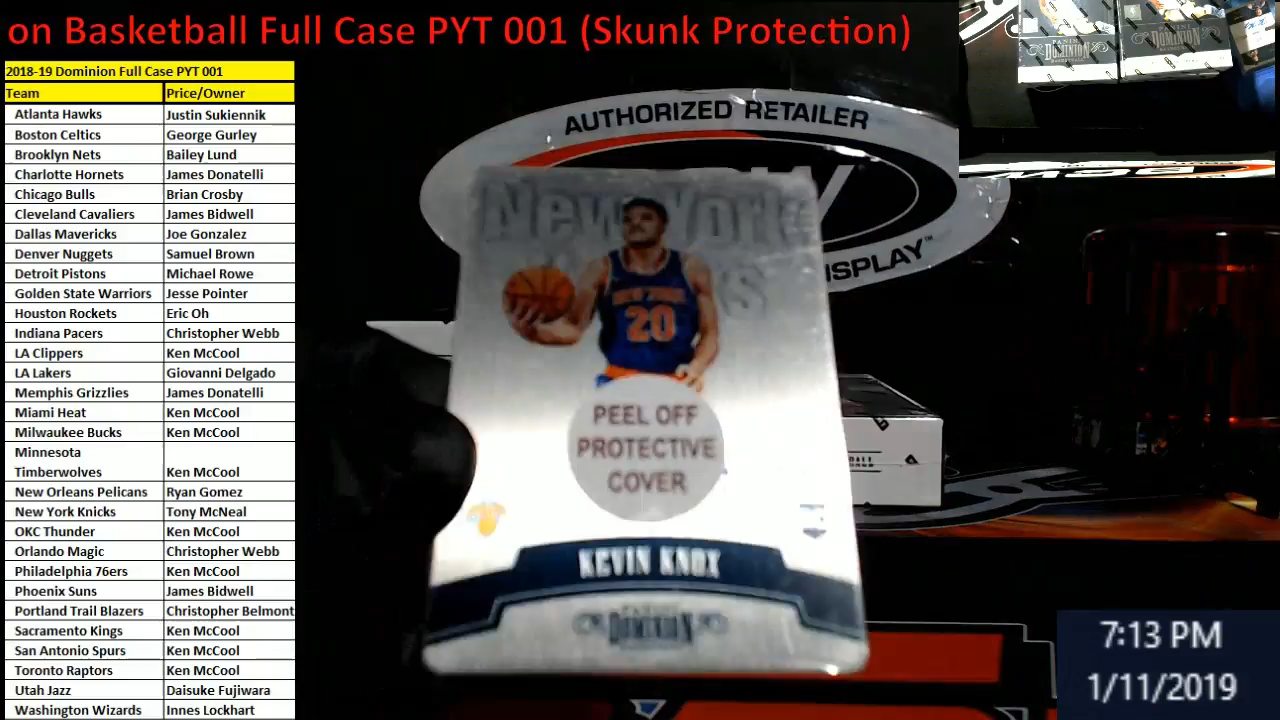 on Basketball Full Case PYT 001 (Skunk Protection)
2018-19 Dominion Full Case PYT 001
Team Price/Owner
Atlanta Hawks Justin Sukiennik
Boston Celtics George Gurley
Brooklyn Nets Bailey Lund
Charlotte Hornets James Donatelli
Chicago Bulls Brian Crosby
Cleveland Cavaliers James Bidwell
Dallas Mavericks Joe Gonzalez
Denver Nuggets Samuel Brown
Detroit Pistons Michael Rowe
Golden State Warriors Jesse Pointer
Houston Rockets Eric Oh
Indiana Pacers Christopher Webb
LA Clippers Ken McCool
LA Lakers Giovanni Delgado
Memphis Grizzlies James Donatelli
Miami Heat Ken McCool
Milwaukee Bucks Ken McCool
Minnesota
Timberwolves Ken McCool
New Orleans Pelicans Ryan Gomez
New York Knicks Tony McNeal
OKC Thunder Ken McCool
Orlando Magic Christopher Webb
Philadelphia 76ers Ken McCool
Phoenix Suns James Bidwell
Portland Trail Blazers Christopher Belmont
Sacramento Kings Ken McCool
San Antonio Spurs Ken McCool
Toronto Raptors Ken McCool
Utah Jazz Daisuke Fujiwara
Washington Wizards Innes Lockhart
AUTHORIZED RETAILER
ISPLAY™
New York
NEW YORK
20
PEEL OFF
PROTECTIVE
COVER
KEVIN KNOX
PANINI
DOMINION
PANINI
DOMINION
DOMINION
7:13 PM
1/11/2019